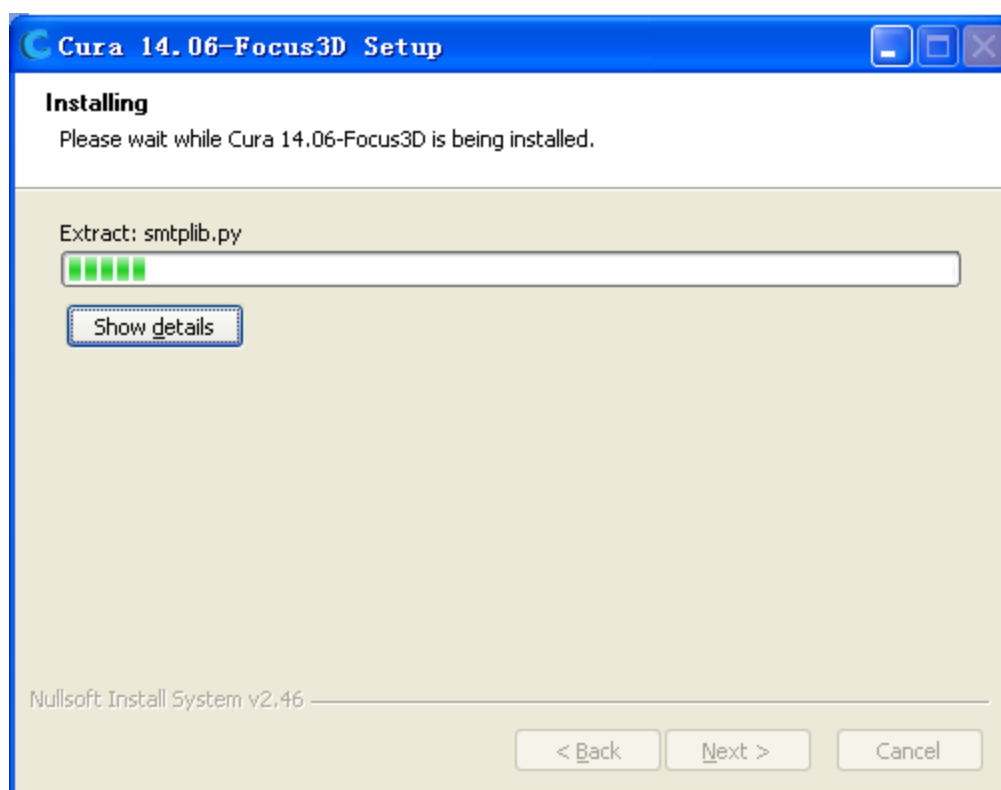 Cura 14.06-Focus3D Setup
Installing
Please wait while Cura 14.06-Focus3D is being installed.
Extract: smtplib.py
Show details
Nullsoft Install System v2.46
< Back Next > Cancel